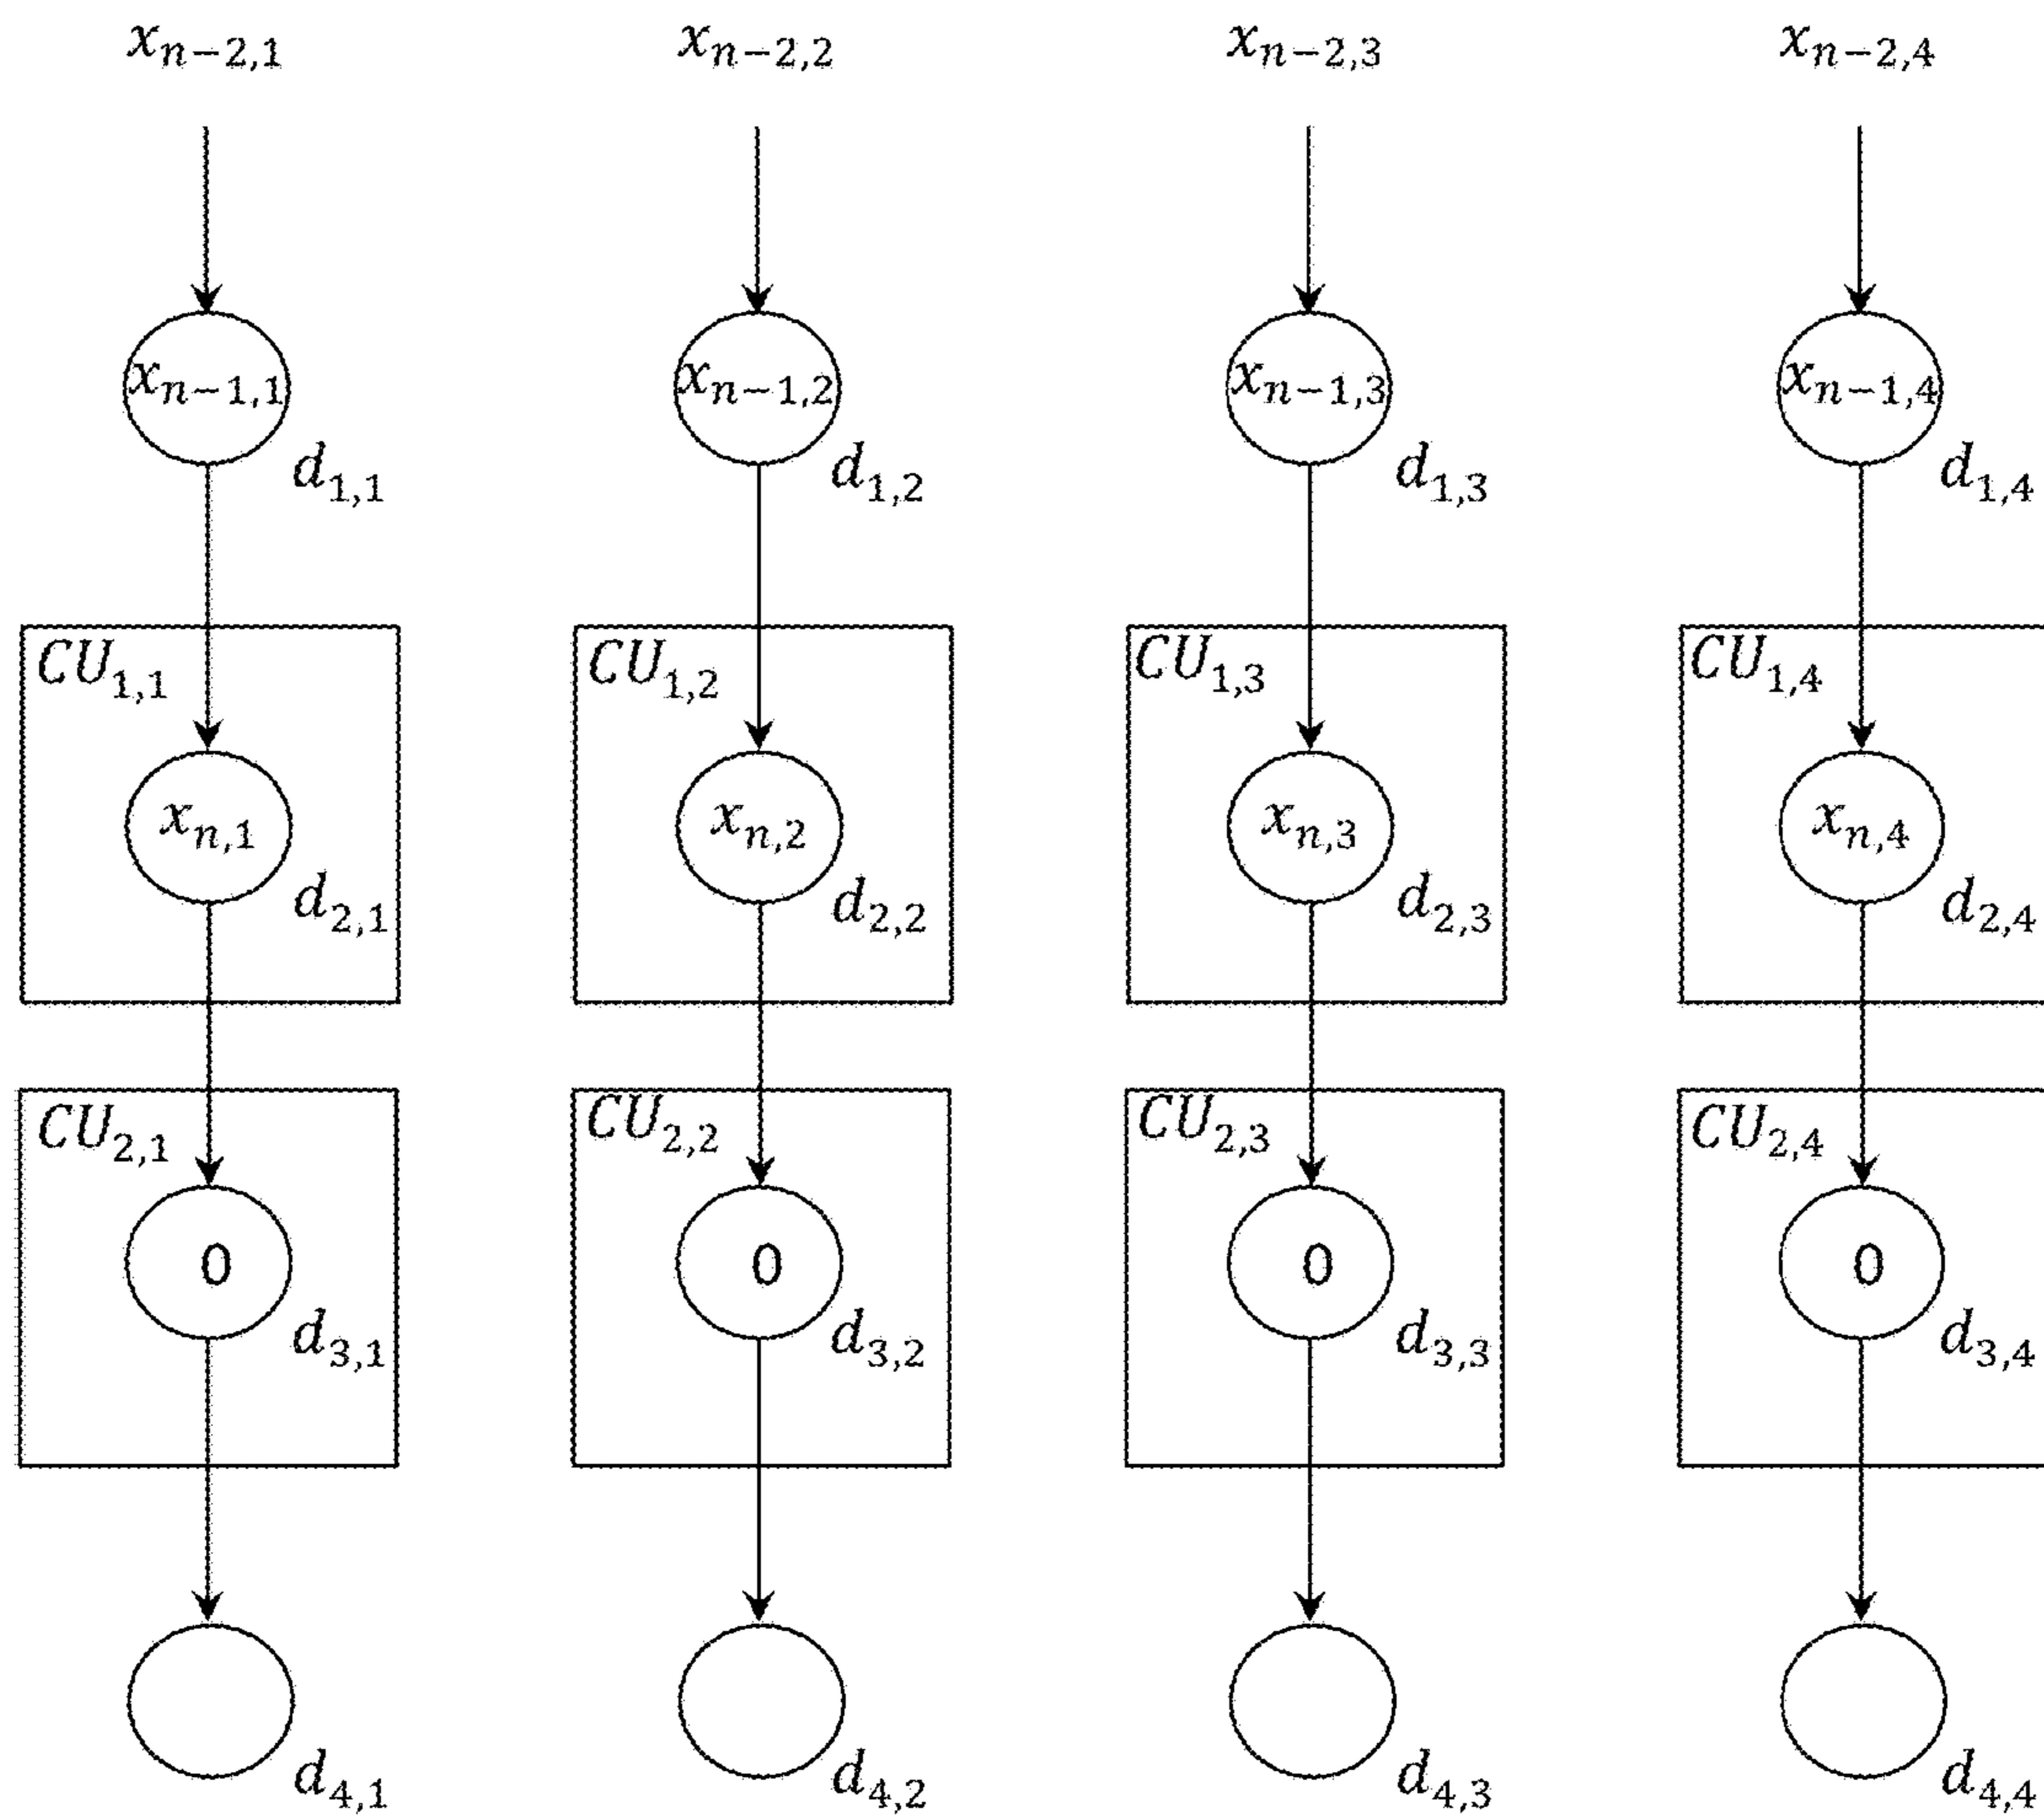 x_{n−2,1} x_{n−2,2} x_{n−2,3} x_{n−2,4}
x_{n−1,1} x_{n−1,2} x_{n−1,3} x_{n−1,4}
d_{1,1} d_{1,2} d_{1,3} d_{1,4}
CU_{1,1} CU_{1,2} CU_{1,3} CU_{1,4}
x_{n,1} x_{n,2} x_{n,3} x_{n,4}
d_{2,1} d_{2,2} d_{2,3} d_{2,4}
CU_{2,1} CU_{2,2} CU_{2,3} CU_{2,4}
0 0 0 0
d_{3,1} d_{3,2} d_{3,3} d_{3,4}
d_{4,1} d_{4,2} d_{4,3} d_{4,4}